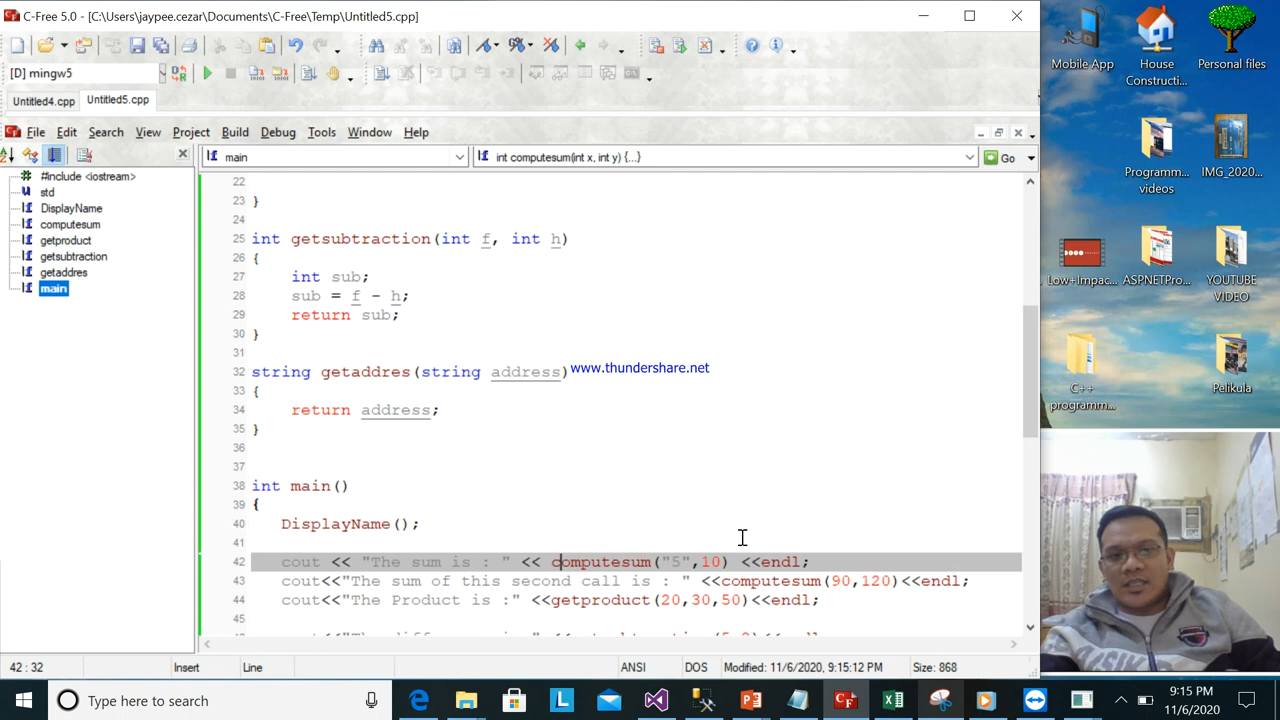 C-Free 5.0 - [C:\Users\jaypee.cezar\Documents\C-Free\Temp\Untitled5.cpp]
[D] mingw5
Untitled4.cpp Untitled5.cpp
File Edit Search View Project Build Debug Tools Window Help
main int computesum(int x, int y) {...} Go
#include <iostream>
std
DisplayName
computesum
getproduct
getsubtraction
getaddres
main
22
23 }
24
25 int getsubtraction(int f, int h)
26 {
27 int sub;
28 sub = f - h;
29 return sub;
30 }
31
32 string getaddres(string address)
www.thundershare.net
33 {
34 return address;
35 }
36
37
38 int main()
39 {
40 DisplayName();
41
42 cout << "The sum is : " << computesum("5",10) <<endl;
43 cout<<"The sum of this second call is : " <<computesum(90,120)<<endl;
44 cout<<"The Product is :" <<getproduct(20,30,50)<<endl;
45
42 : 32 Insert Line ANSI DOS Modified: 11/6/2020, 9:15:12 PM Size: 868
Mobile App
House Constructi...
Personal files
Programm... videos
IMG_2020...
Low+Impac...
ASPNETPro...
YOUTUBE VIDEO
C++ programm...
Pelikula
Type here to search
9:15 PM
11/6/2020